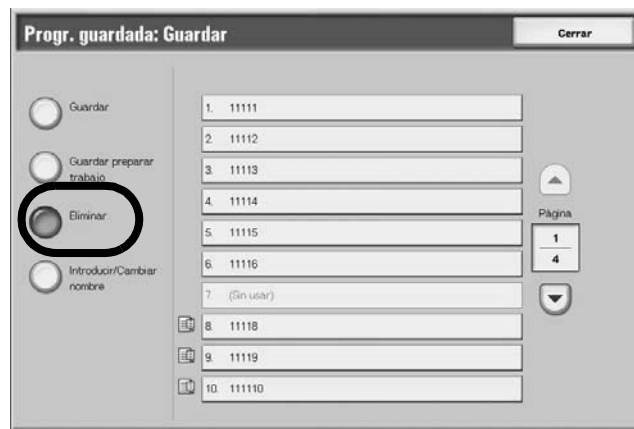 Progr. guardada: Guardar
Cerrar
Guardar
Guardar preparar
trabajo
Eliminar
Introducir/Cambiar
nombre
1. 11111
2. 11112
3. 11113
4. 11114
5. 11115
6. 11116
7. (Sin usar)
8. 11118
9. 11119
10. 111110
Página
1
4